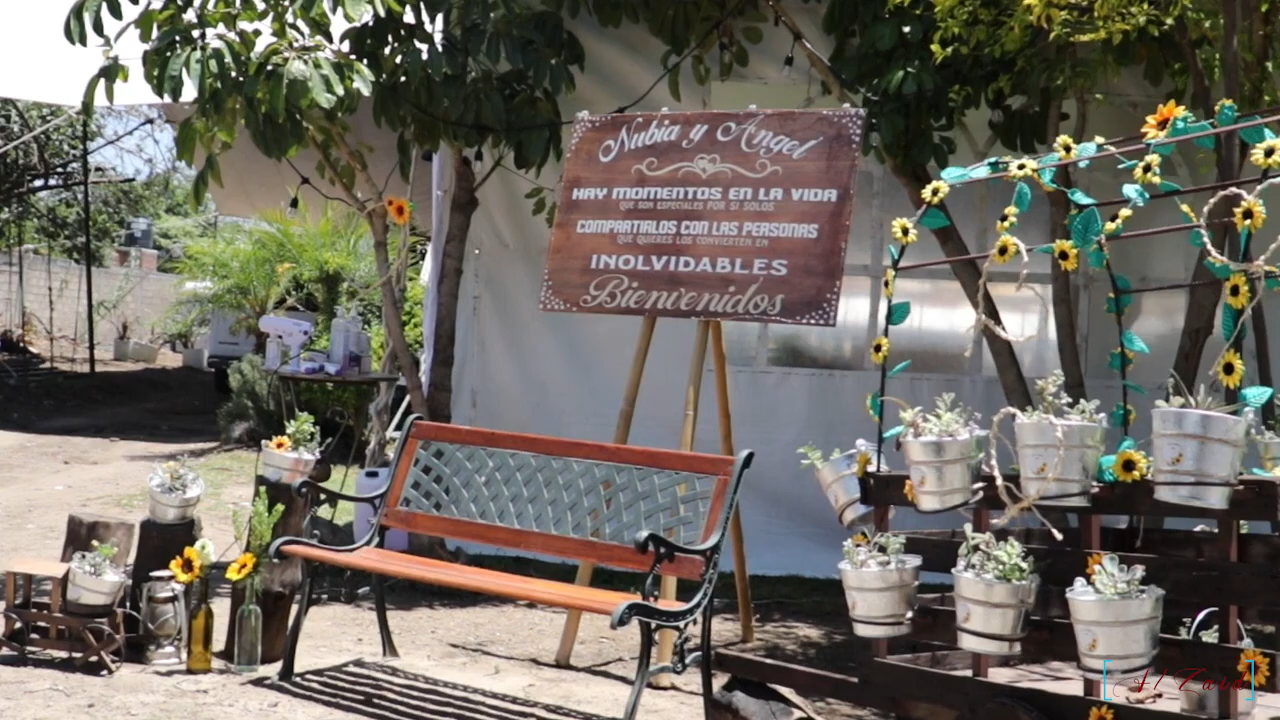 Nubia y Angel
HAY MOMENTOS EN LA VIDA
QUE SON ESPECIALES POR SI SOLOS
COMPARTIRLOS CON LAS PERSONAS
QUE QUIERES LOS CONVIERTEN EN
INOLVIDABLES
Bienvenidos